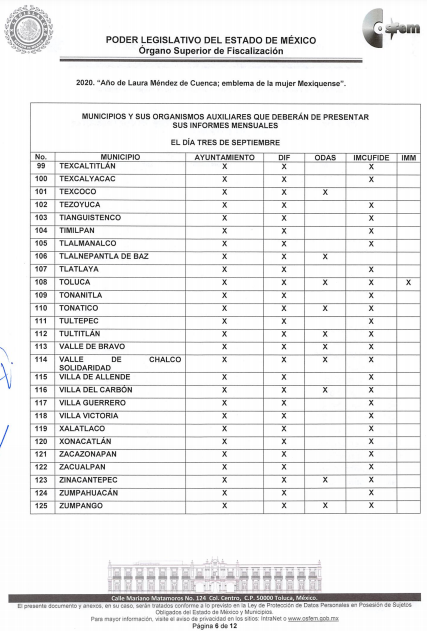 PODER LEGISLATIVO DEL ESTADO DE MÉXICO
Órgano Superior de Fiscalización
osfem
2020. "Año de Laura Méndez de Cuenca; emblema de la mujer Mexiquense".
MUNICIPIOS Y SUS ORGANISMOS AUXILIARES QUE DEBERÁN DE PRESENTAR
SUS INFORMES MENSUALES
EL DÍA TRES DE SEPTIEMBRE
No. MUNICIPIO AYUNTAMIENTO DIF ODAS IMCUFIDE IMM
99 TEXCALTITLÁN X X X
100 TEXCALYACAC X X X
101 TEXCOCO X X X
102 TEZOYUCA X X X
103 TIANGUISTENCO X X X
104 TIMILPAN X X X
105 TLALMANALCO X X X
106 TLALNEPANTLA DE BAZ X X X
107 TLATLAYA X X X
108 TOLUCA X X X X X
109 TONANITLA X X X
110 TONATICO X X X X
111 TULTEPEC X X X
112 TULTITLÁN X X X X
113 VALLE DE BRAVO X X X X
114 VALLE DE CHALCO
SOLIDARIDAD X X X X
115 VILLA DE ALLENDE X X X
116 VILLA DEL CARBÓN X X X X
117 VILLA GUERRERO X X X
118 VILLA VICTORIA X X X
119 XALATLACO X X X
120 XONACATLÁN X X X
121 ZACAZONAPAN X X X
122 ZACUALPAN X X X
123 ZINACANTEPEC X X X X
124 ZUMPAHUACÁN X X X
125 ZUMPANGO X X X X
Calle Mariano Matamoros No. 124 Col. Centro, C.P. 50000 Toluca, México.
El presente documento y anexos, en su caso, serán tratados conforme a lo previsto en la Ley de Protección de Datos Personales en Posesión de Sujetos
Obligados del Estado de México y Municipios.
Para mayor información, visite el aviso de privacidad en los sitios: IntraNet o www.osfem.gob.mx
Página 6 de 12